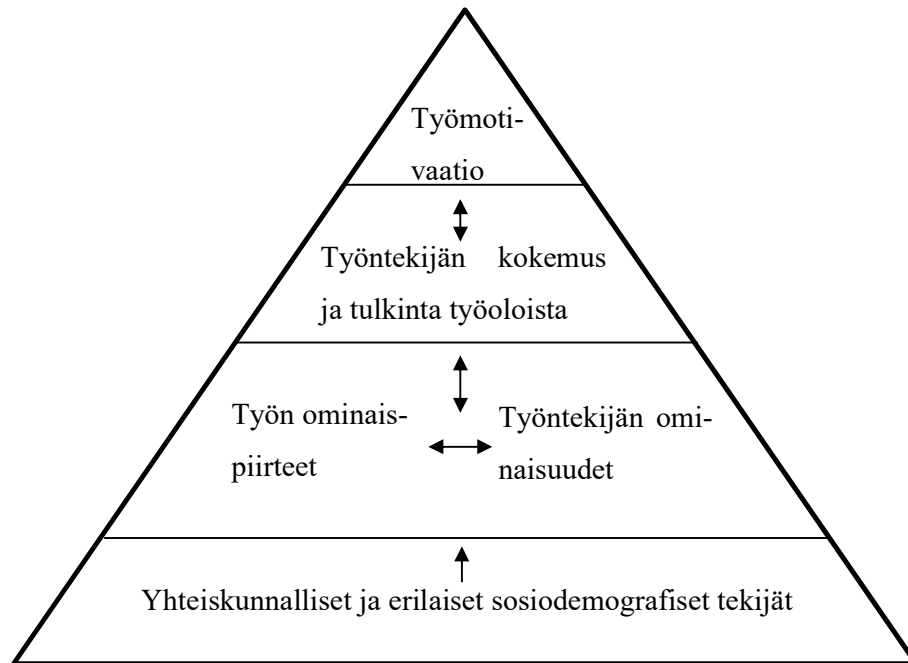 Työmoti-
vaatio
Työntekijän kokemus
ja tulkinta työoloista
Työn ominais-
piirteet
Työntekijän omi-
naisuudet
Yhteiskunnalliset ja erilaiset sosiodemografiset tekijät